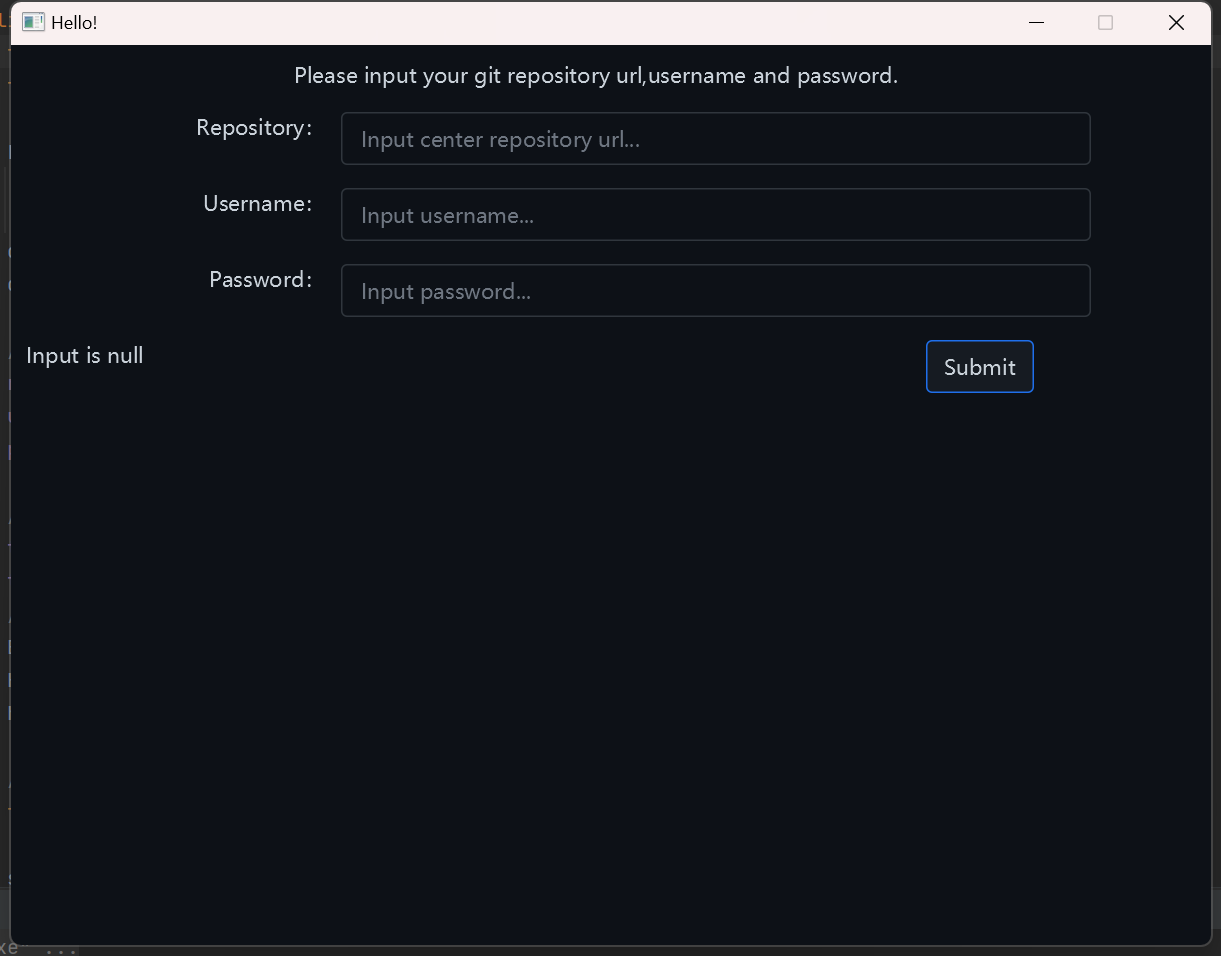 Hello!
Please input your git repository url,username and password.
Repository:
Input center repository url...
Username:
Input username...
Password:
Input password...
Input is null
Submit
xe" ...